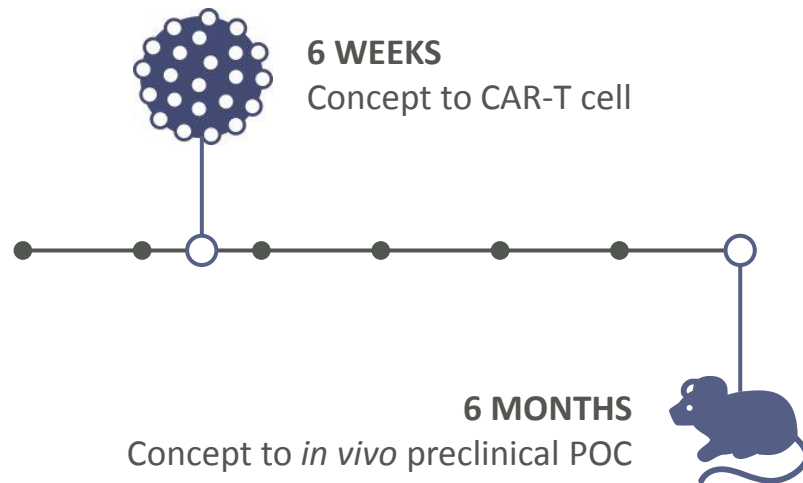 6 WEEKS
Concept to CAR-T cell
6 MONTHS
Concept to in vivo preclinical POC